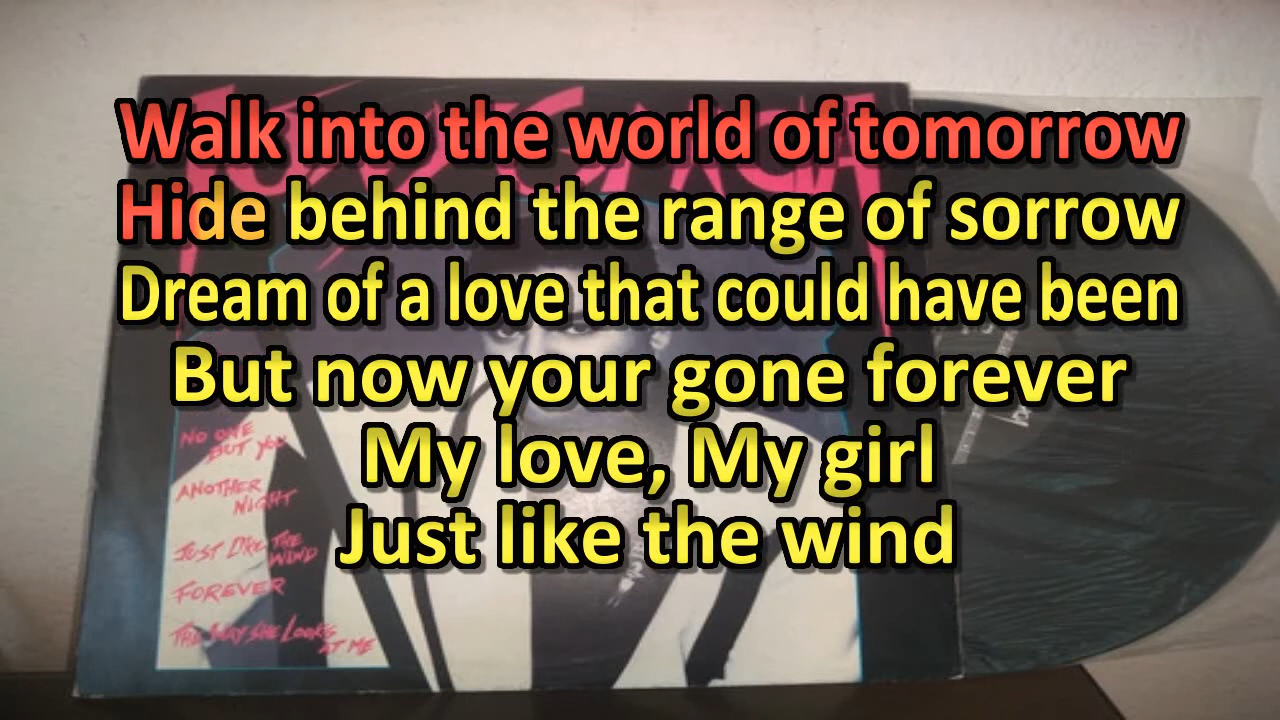 Walk into the world of tomorrow
Hide behind the range of sorrow
Dream of a love that could have been
But now your gone forever
My love, My girl
Just like the wind
NO ONE
BUT YOU
ANOTHER
NIGHT
JUST LIKE THE
WIND
FOREVER
THE WAY SHE LOOKS
AT ME